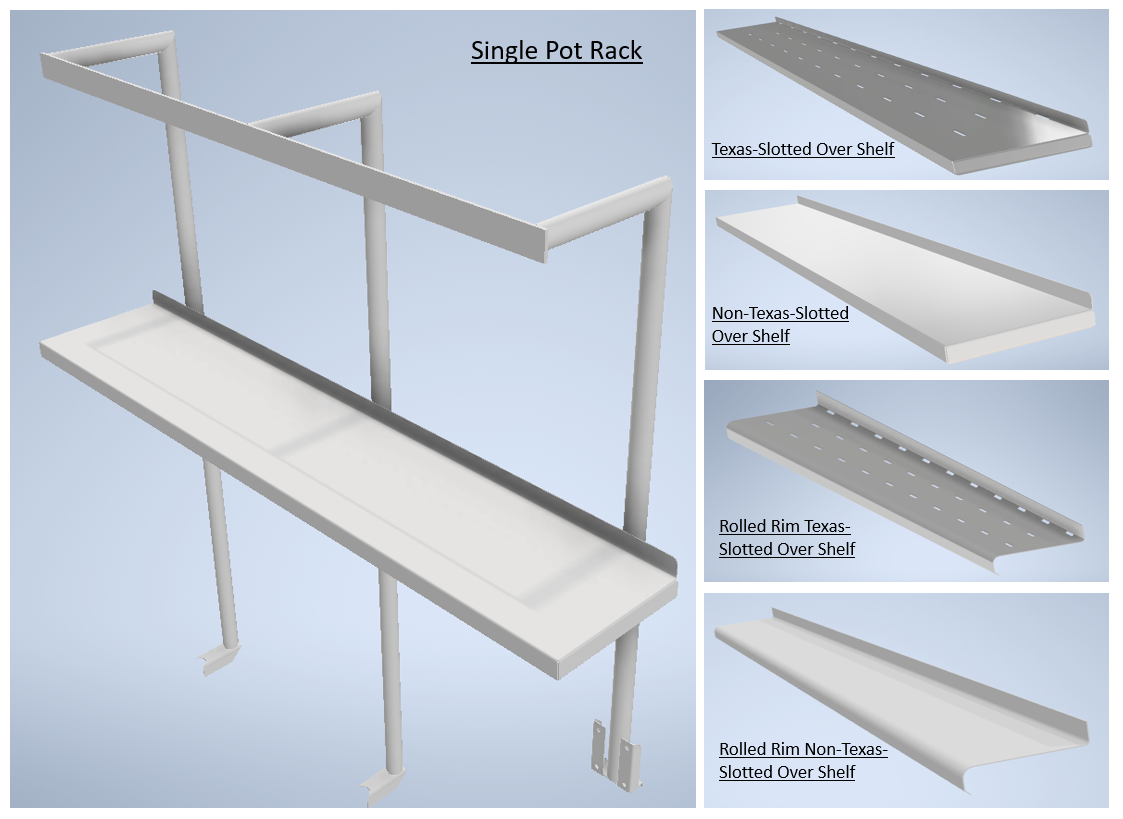 Single Pot Rack
Texas-Slotted Over Shelf
Non-Texas-Slotted
Over Shelf
Rolled Rim Texas-
Slotted Over Shelf
Rolled Rim Non-Texas-
Slotted Over Shelf